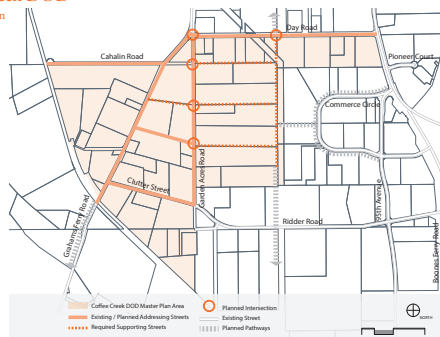 DOD
Day Road
Cahalin Road
Pioneer Court
Commerce Circle
Garden Acres Road
Clutter Street
95th Avenue
Grahams Ferry Road
Ridder Road
Boones Ferry Road
Coffee Creek DOD Master Plan Area
Existing / Planned Addressing Streets
Required Supporting Streets
Planned Intersection
Existing Street
Planned Pathways
NORTH